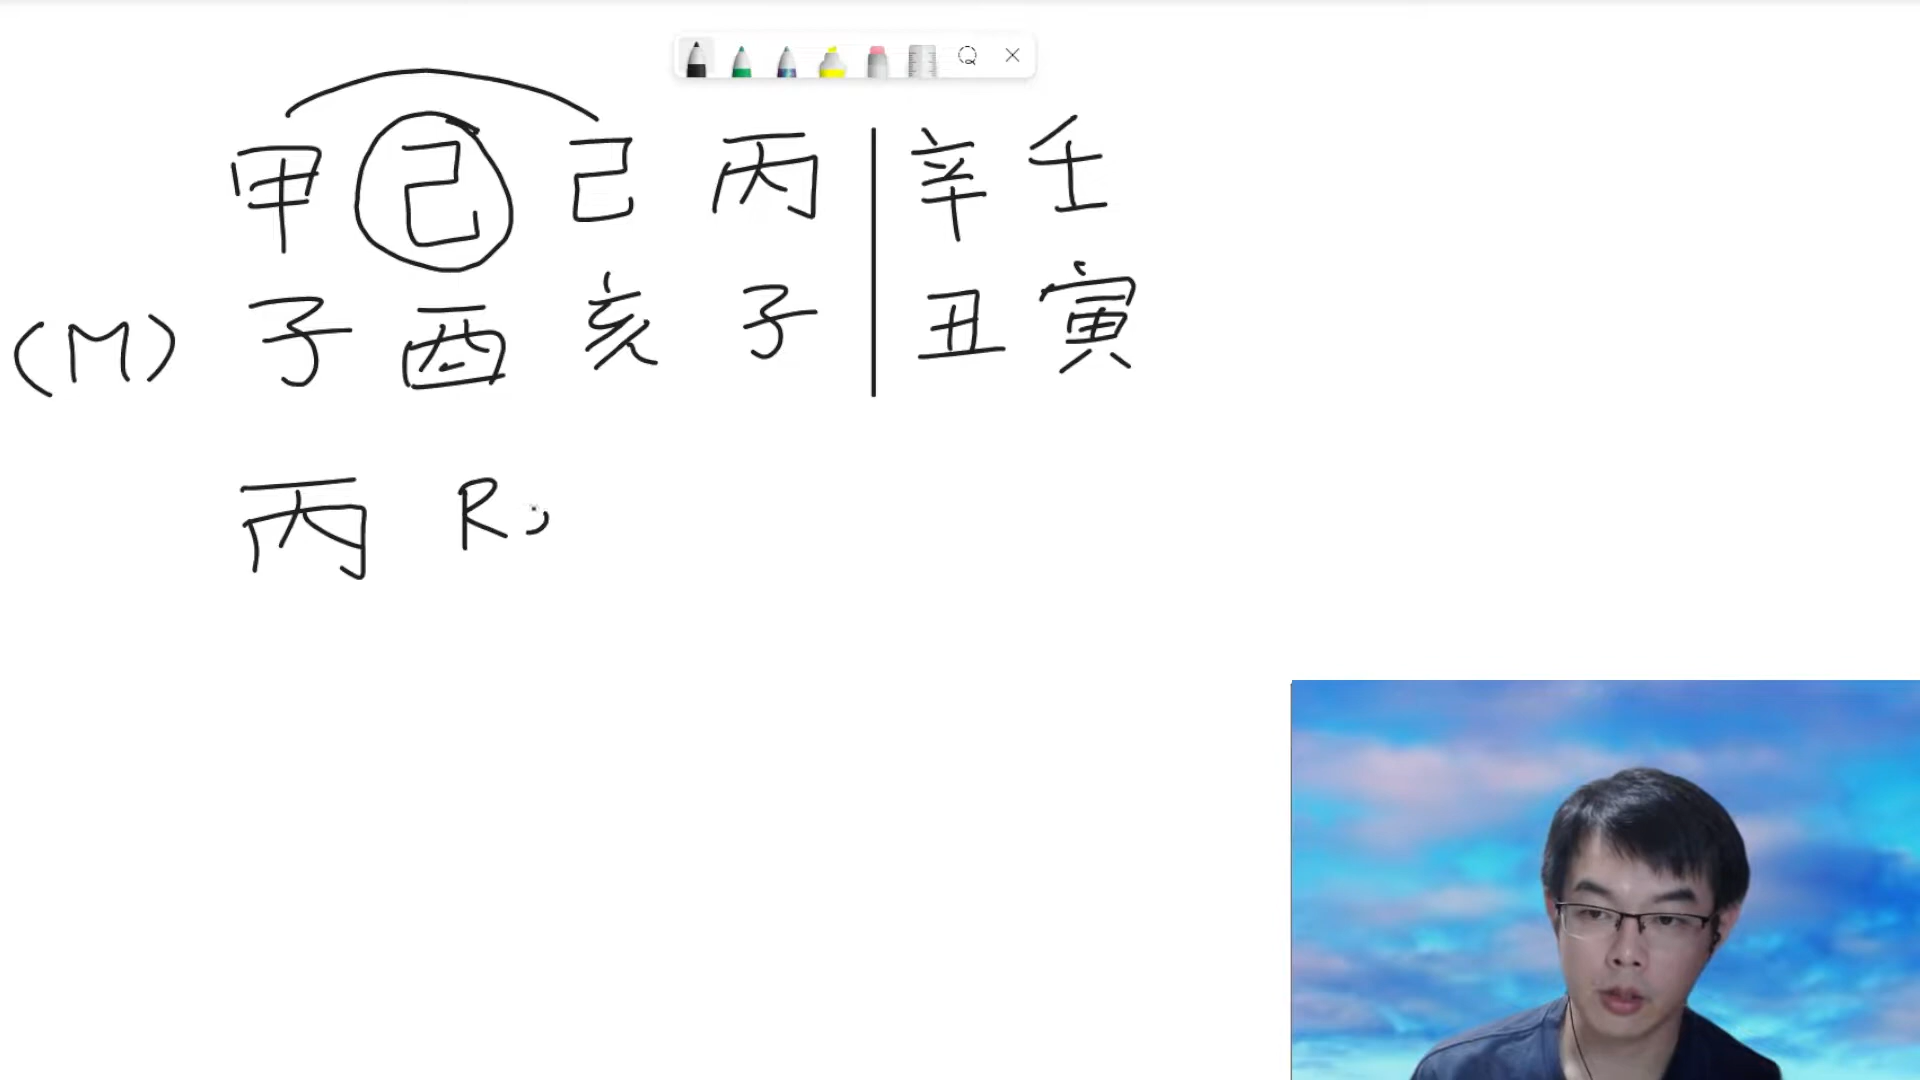 甲 己 己 丙 | 辛 壬
(M) 子 酉 亥 子 | 丑 寅
丙 R,